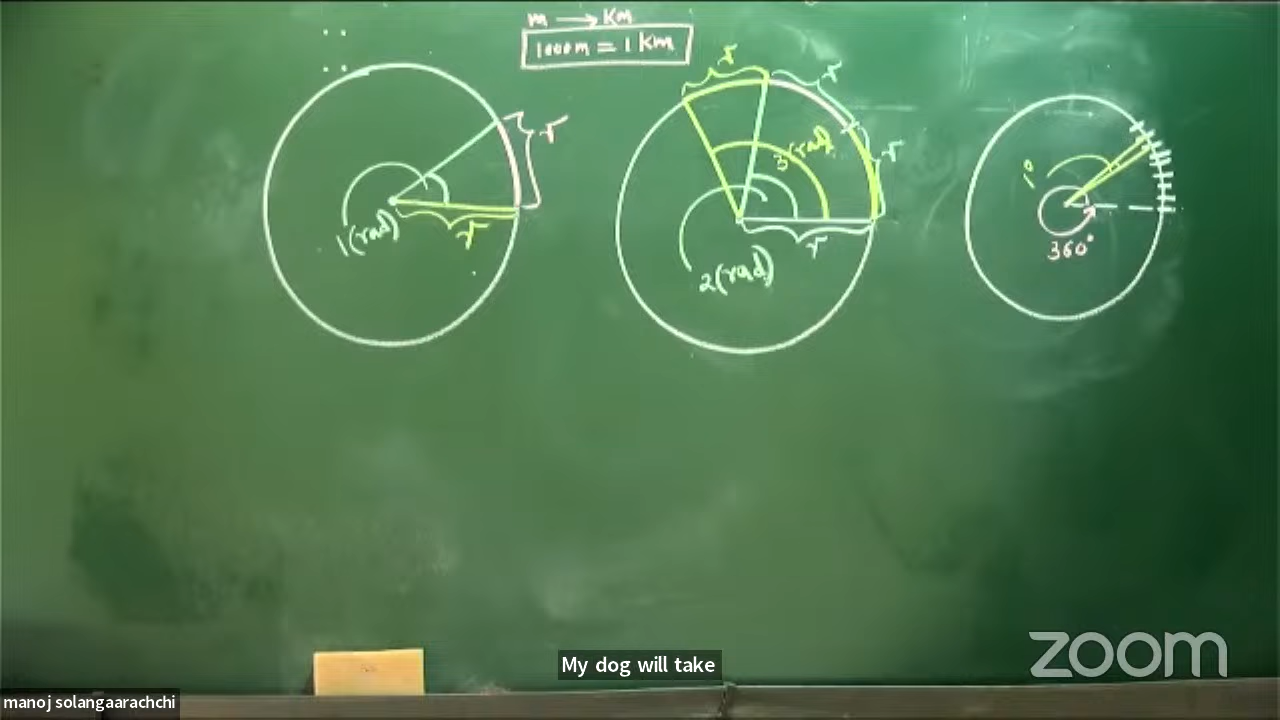 m → Km
1000m = 1 Km
r
1(rad)
r
r
r
3(rad)
r
2(rad)
r
1°
360°
My dog will take
zoom
manoj solangaarachchi